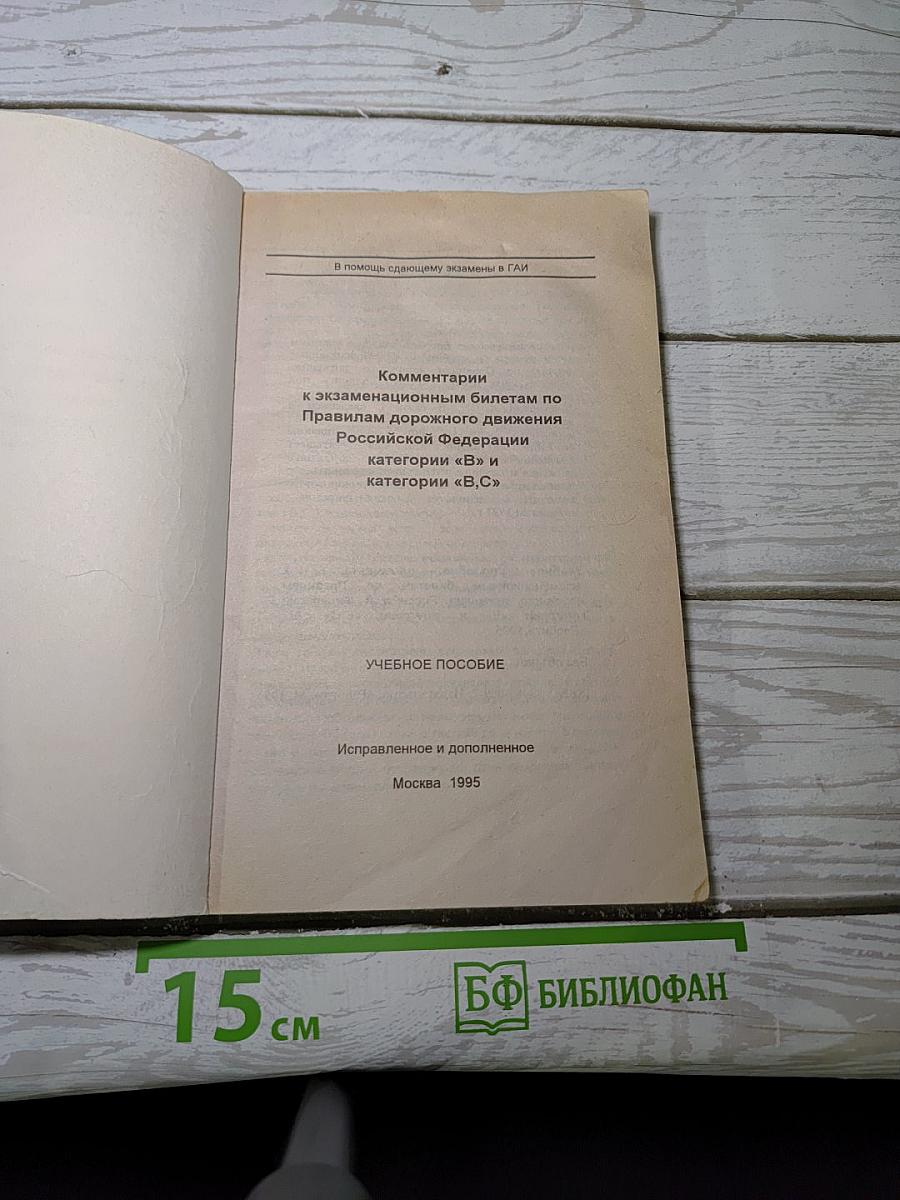 В помощь сдающему экзамены в ГАИ
Комментарии
к экзаменационным билетам по
Правилам дорожного движения
Российской Федерации
категории «В» и
категории «В,С»
УЧЕБНОЕ ПОСОБИЕ
Исправленное и дополненное
Москва 1995
15 см
БФ БИБЛИОФАН